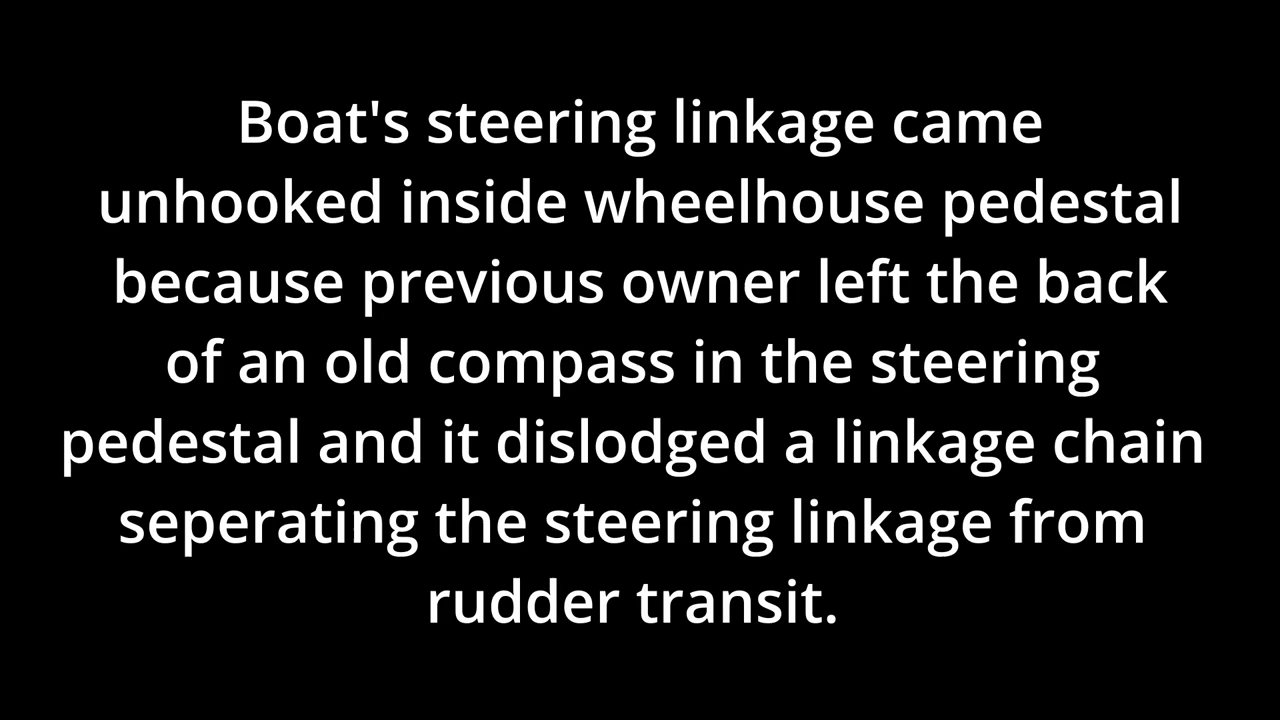 Boat's steering linkage came
unhooked inside wheelhouse pedestal
because previous owner left the back
of an old compass in the steering
pedestal and it dislodged a linkage chain
seperating the steering linkage from
rudder transit.